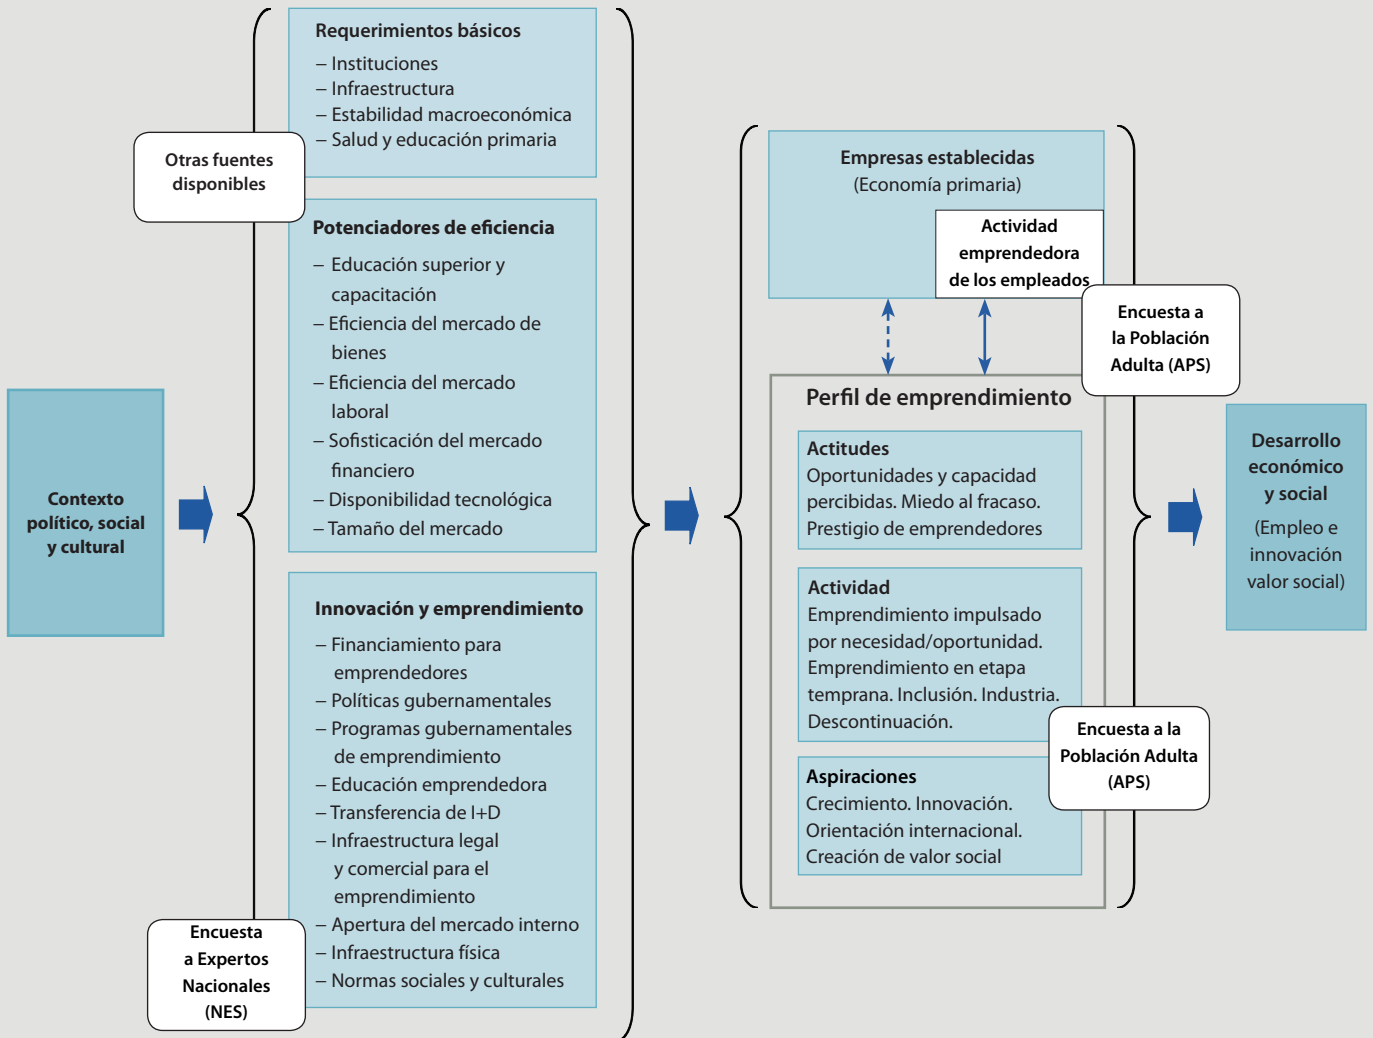 Requerimientos básicos
– Instituciones
– Infraestructura
– Estabilidad macroeconómica
– Salud y educación primaria
Otras fuentes
disponibles
Potenciadores de eficiencia
– Educación superior y
capacitación
– Eficiencia del mercado de
bienes
– Eficiencia del mercado
laboral
– Sofisticación del mercado
financiero
– Disponibilidad tecnológica
– Tamaño del mercado
Contexto
político, social
y cultural
Innovación y emprendimiento
– Financiamiento para
emprendedores
– Políticas gubernamentales
– Programas gubernamentales
de emprendimiento
– Educación emprendedora
– Transferencia de I+D
– Infraestructura legal
y comercial para el
emprendimiento
– Apertura del mercado interno
– Infraestructura física
– Normas sociales y culturales
Encuesta
a Expertos
Nacionales
(NES)
Empresas establecidas
(Economía primaria)
Actividad
emprendedora
de los empleados
Encuesta a
la Población
Adulta (APS)
Perfil de emprendimiento
Actitudes
Oportunidades y capacidad
percibidas. Miedo al fracaso.
Prestigio de emprendedores
Actividad
Emprendimiento impulsado
por necesidad/oportunidad.
Emprendimiento en etapa
temprana. Inclusión. Industria.
Descontinuación.
Encuesta a la
Población Adulta
(APS)
Aspiraciones
Crecimiento. Innovación.
Orientación internacional.
Creación de valor social
Desarrollo
económico
y social
(Empleo e
innovación
valor social)